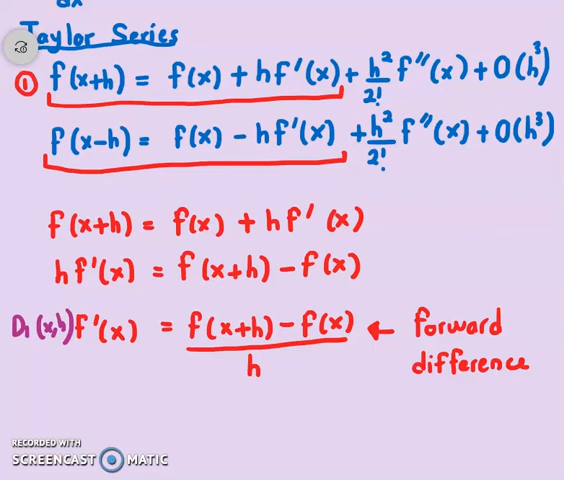 dx
Taylor Series
① f(x+h) = f(x) + hf'(x) + h²/2! f''(x) + O(h³)
f(x-h) = f(x) - hf'(x) + h²/2! f''(x) + O(h³)
f(x+h) = f(x) + hf'(x)
hf'(x) = f(x+h) - f(x)
D₁(x,h) f'(x) = f(x+h) - f(x) / h ← forward
difference
RECORDED WITH
SCREENCAST MATIC